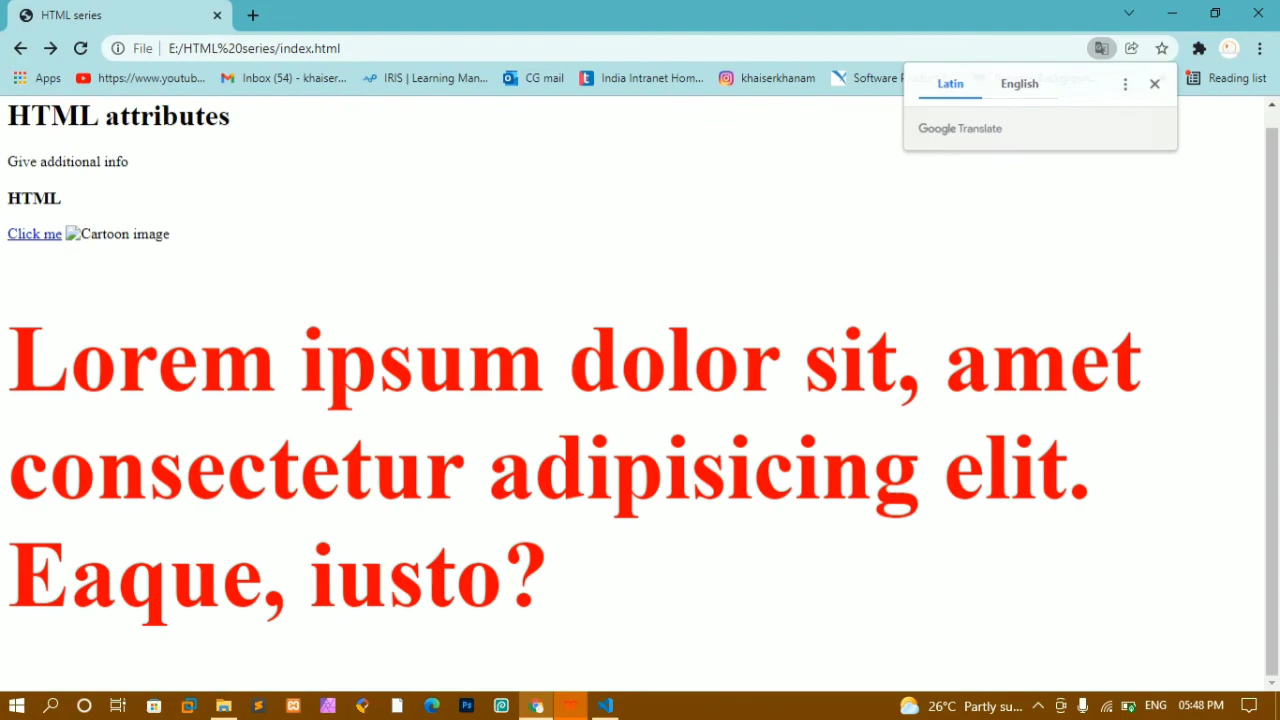 HTML series
File E:/HTML%20series/index.html
Apps https://www.youtub... Inbox (54) - khaiser... IRIS | Learning Man... CG mail India Intranet Hom... khaiserkhanam Software Reading list
Latin English
Google Translate
HTML attributes
Give additional info
HTML
Click me Cartoon image
Lorem ipsum dolor sit, amet
consectetur adipisicing elit.
Eaque, iusto?
26°C Partly su... ENG 05:48 PM